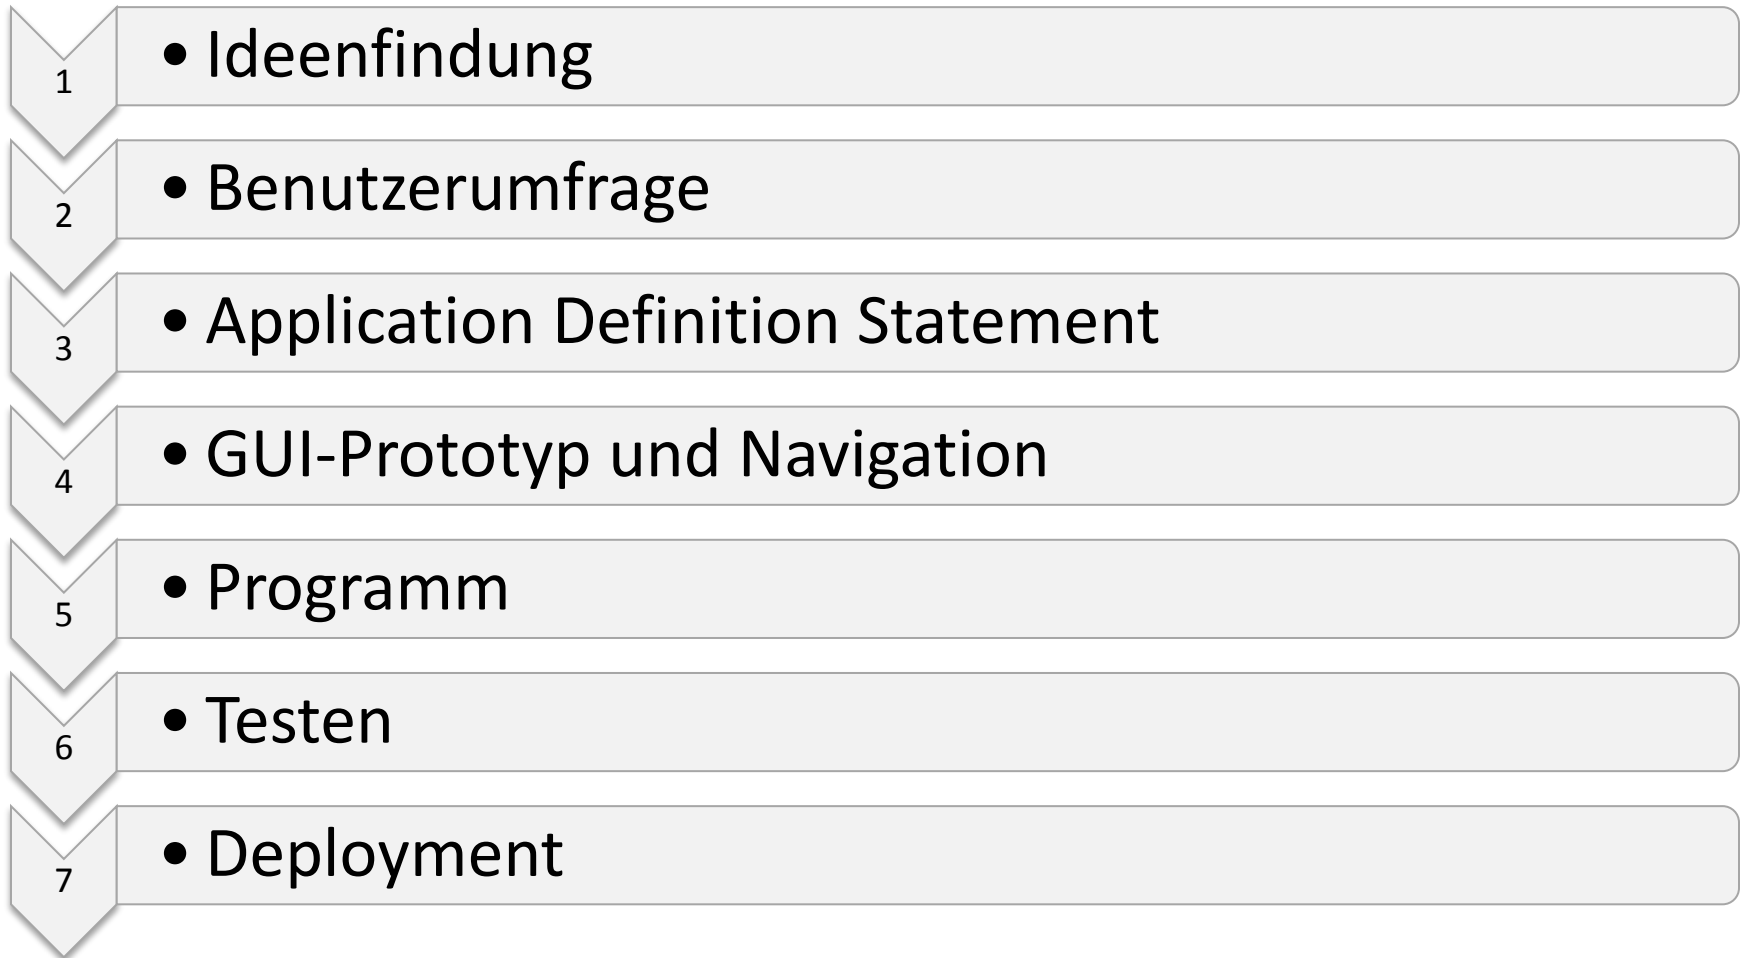 1
• Ideenfindung
2
• Benutzerumfrage
3
• Application Definition Statement
4
• GUI-Prototyp und Navigation
5
• Programm
6
• Testen
7
• Deployment